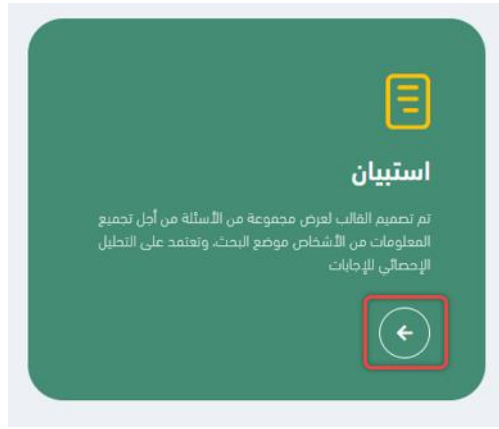 استبيان
تم تصميم القالب لعرض مجموعة من الأسئلة من أجل تجميع
المعلومات من الأشخاص موضع البحث، وتعتمد على التحليل
الإحصائي للإجابات